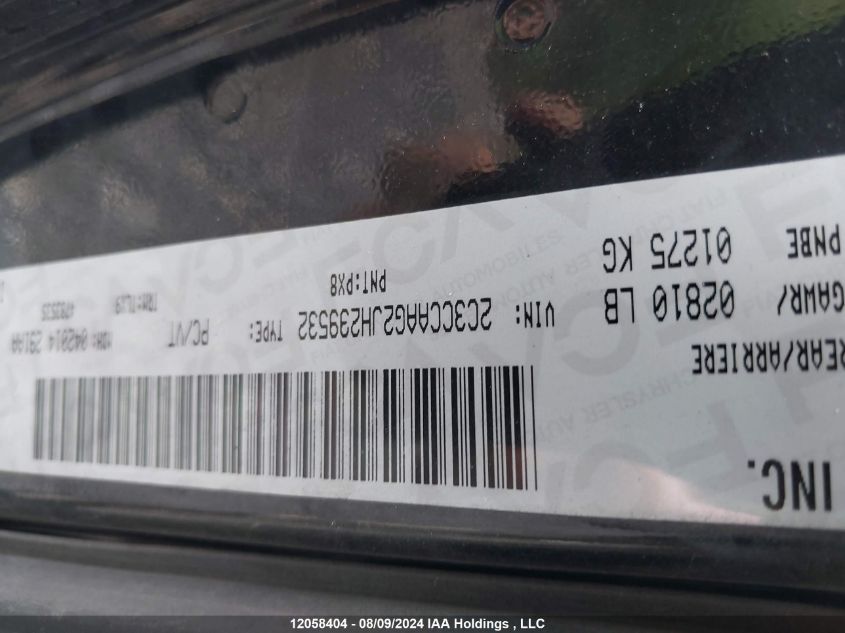 INC.
REAR/ARRIERE
GAWR/
PNBE
02810 LB
01275 KG
VIN: 2C3CCAAG2JH239532 TYPE: PC/VT
PNT:PX8
12058404 - 08/09/2024 IAA Holdings , LLC